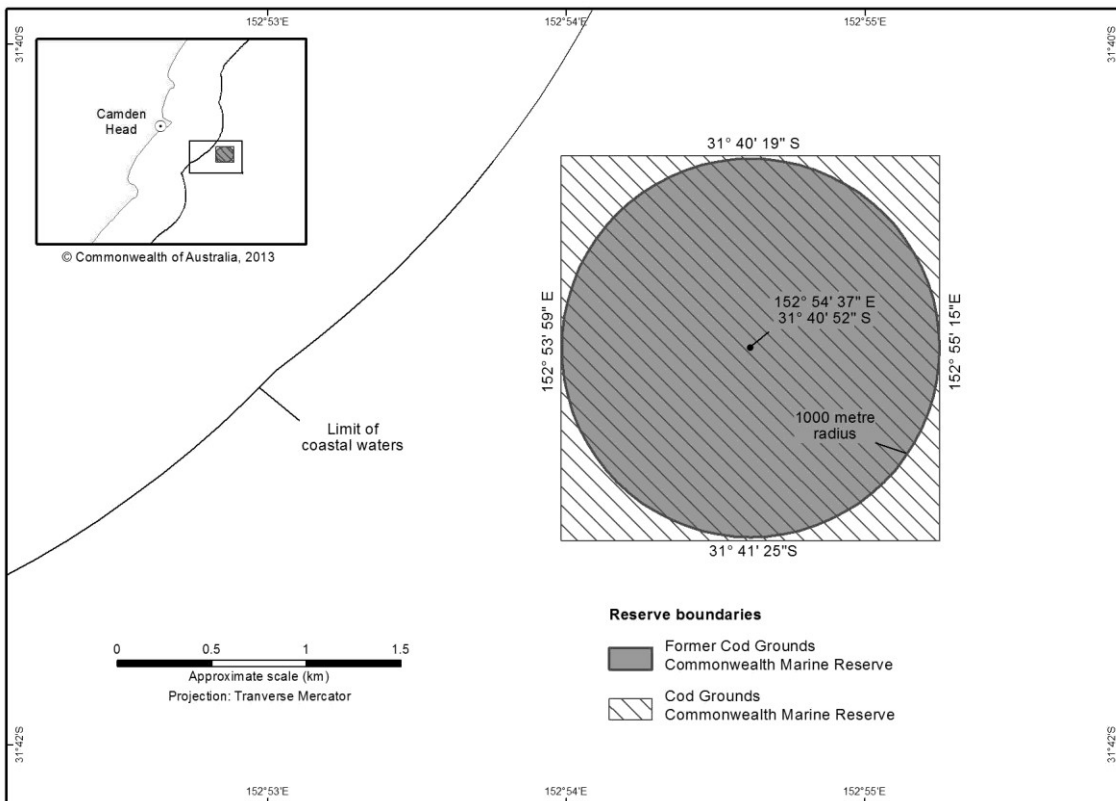 152°53'E
152°54'E
152°55'E
31°40'S
31°40'S
Camden
Head
© Commonwealth of Australia, 2013
31° 40' 19" S
152° 53' 59" E
152° 54' 37" E
31° 40' 52" S
152° 55' 15"E
1000 metre
radius
Limit of
coastal waters
31° 41' 25"S
Reserve boundaries
Former Cod Grounds
Commonwealth Marine Reserve
Cod Grounds
Commonwealth Marine Reserve
0 0.5 1 1.5
Approximate scale (km)
Projection: Tranverse Mercator
31°42'S
31°42'S
152°53'E
152°54'E
152°55'E